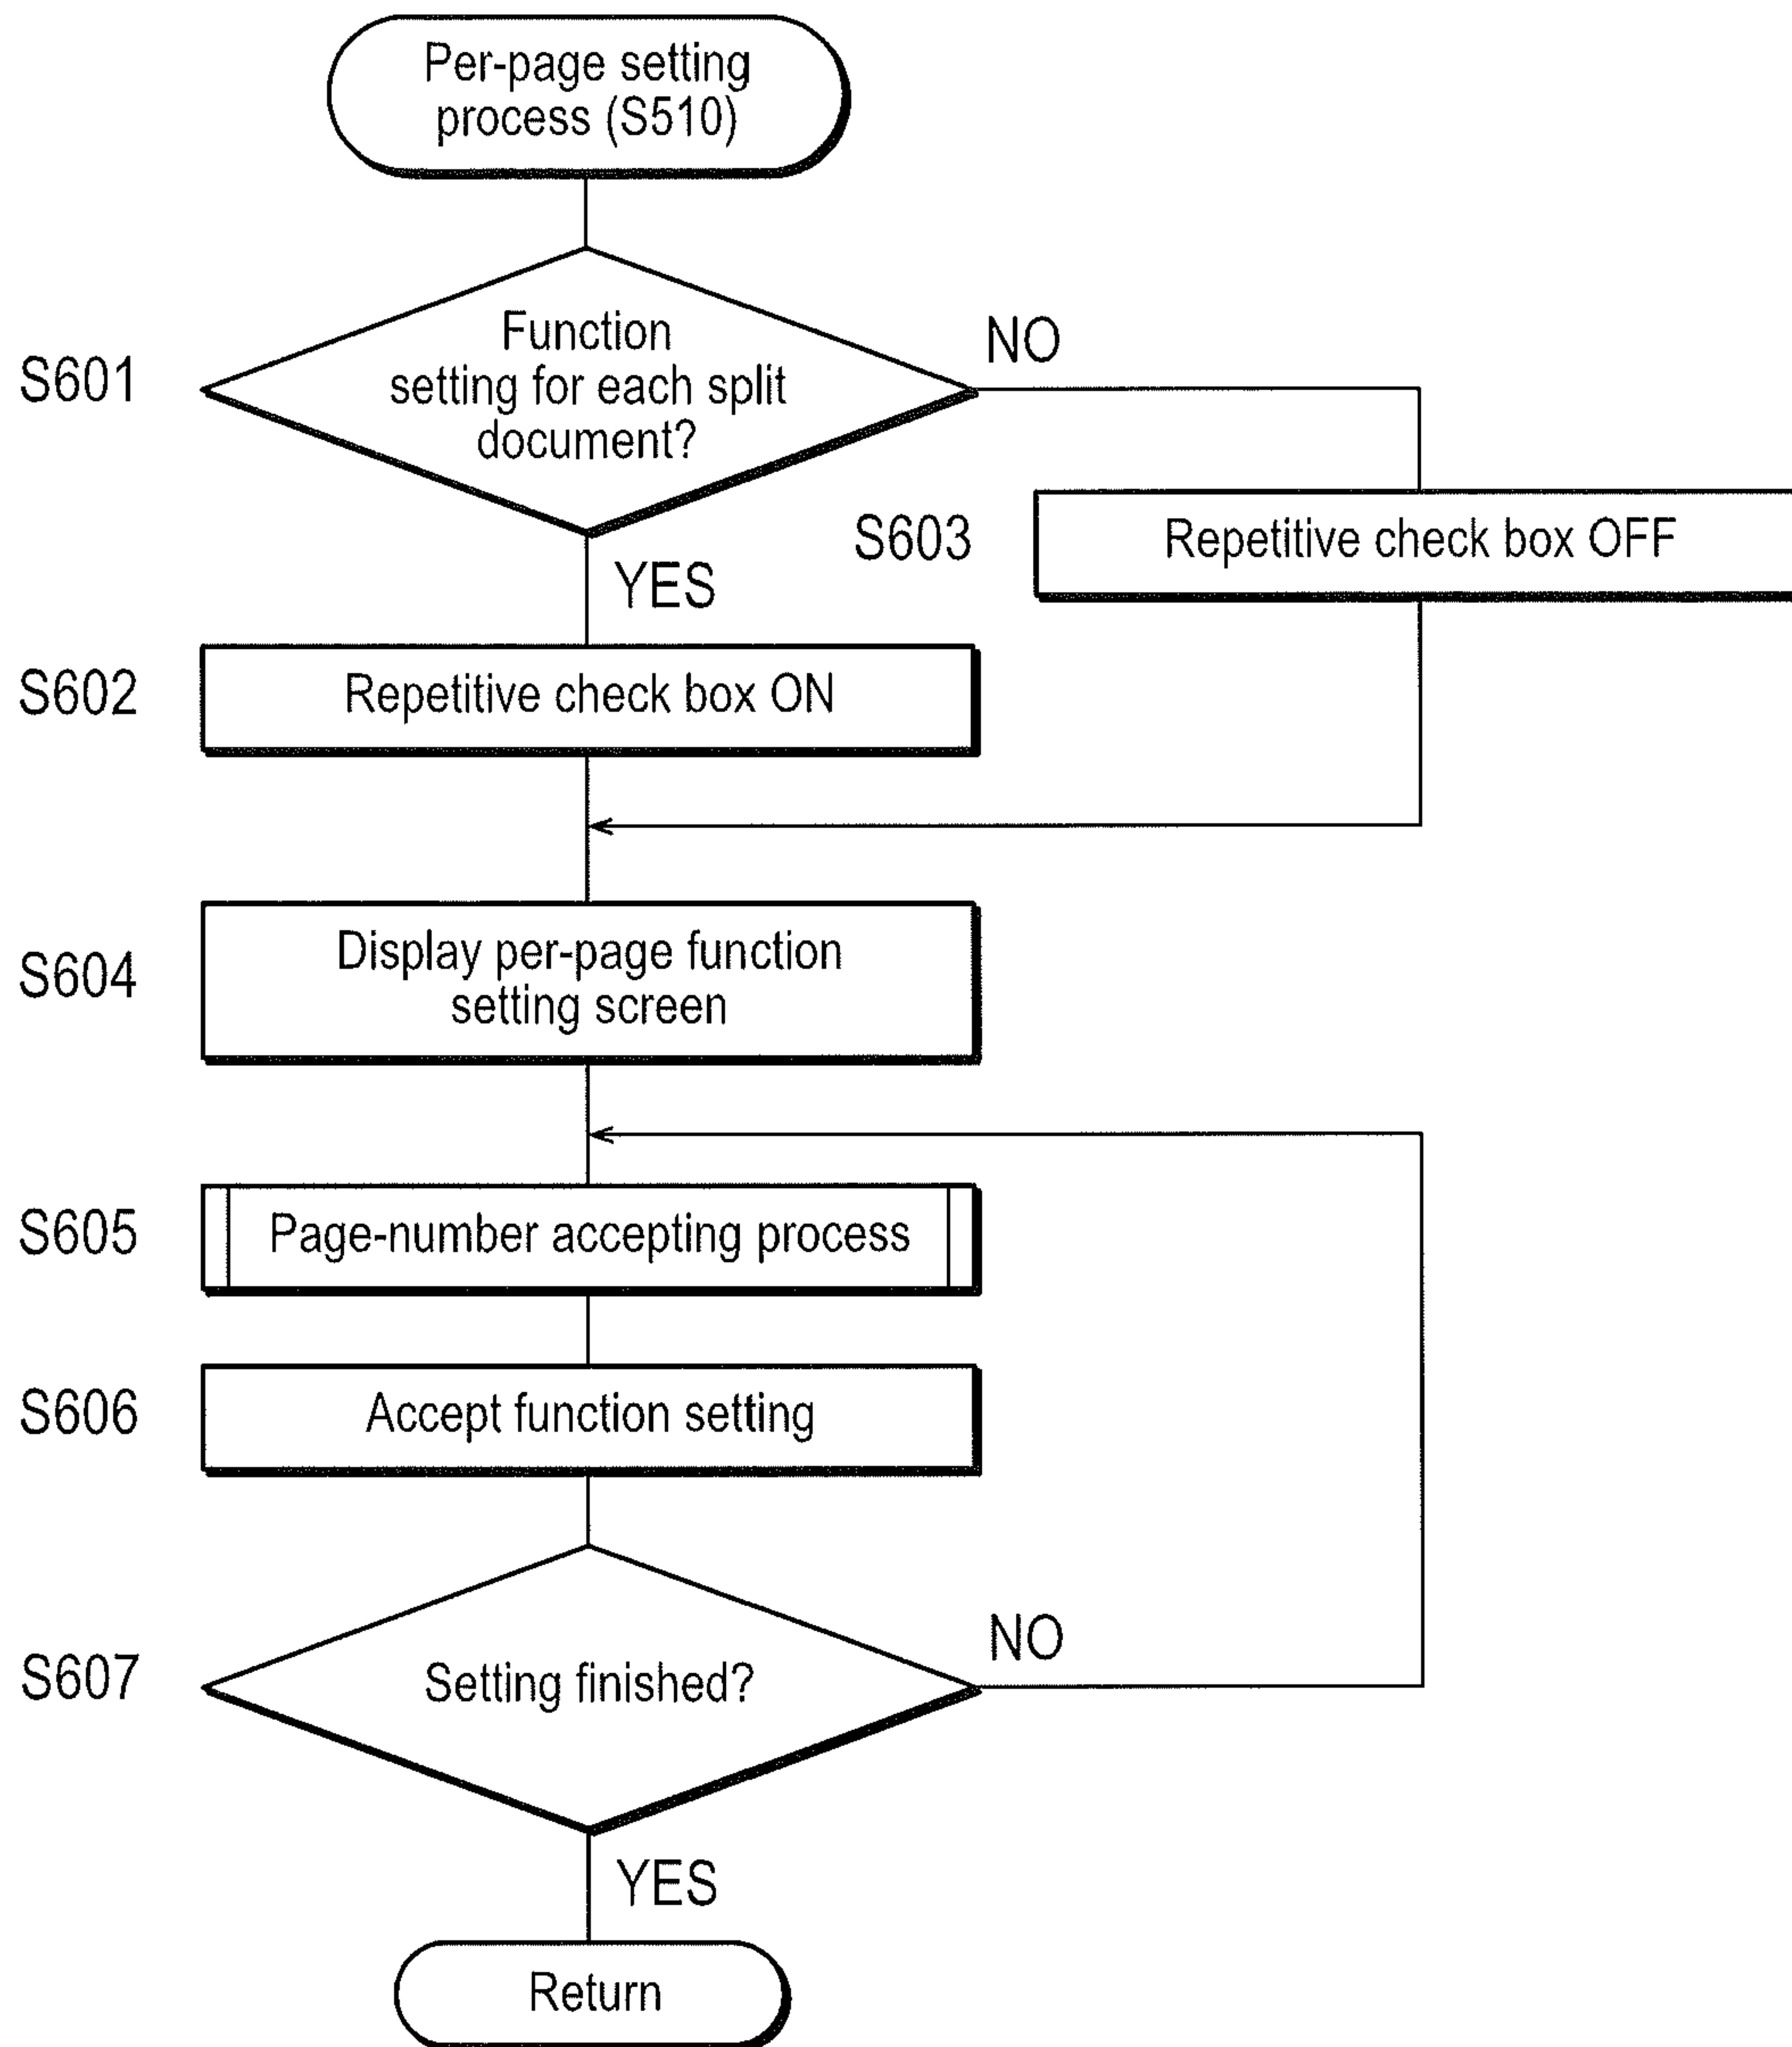 Per-page setting
process (S510)
S601
Function
setting for each split
document?
NO
YES
S603
Repetitive check box OFF
S602
Repetitive check box ON
S604
Display per-page function
setting screen
S605
Page-number accepting process
S606
Accept function setting
S607
Setting finished?
NO
YES
Return